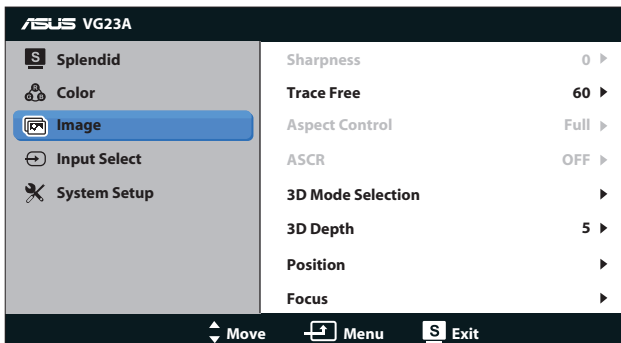 ASUS VG23A
S Splendid
Color
Image
Input Select
System Setup
Sharpness 0
Trace Free 60
Aspect Control Full
ASCR OFF
3D Mode Selection
3D Depth 5
Position
Focus
Move Menu S Exit